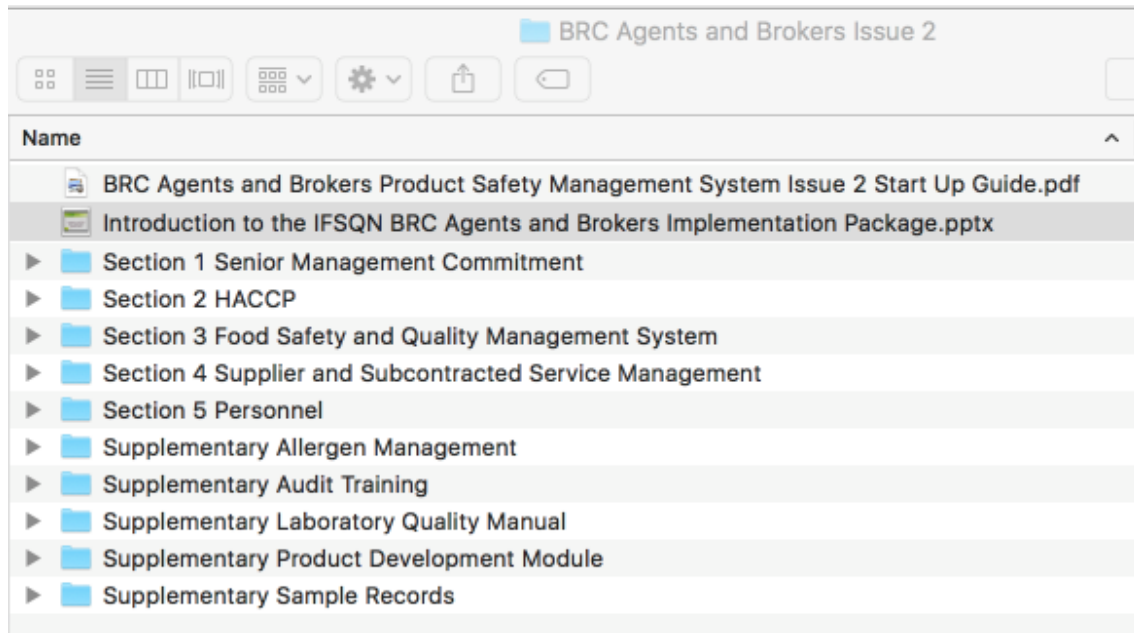 BRC Agents and Brokers Issue 2
Name
BRC Agents and Brokers Product Safety Management System Issue 2 Start Up Guide.pdf
Introduction to the IFSQN BRC Agents and Brokers Implementation Package.pptx
Section 1 Senior Management Commitment
Section 2 HACCP
Section 3 Food Safety and Quality Management System
Section 4 Supplier and Subcontracted Service Management
Section 5 Personnel
Supplementary Allergen Management
Supplementary Audit Training
Supplementary Laboratory Quality Manual
Supplementary Product Development Module
Supplementary Sample Records